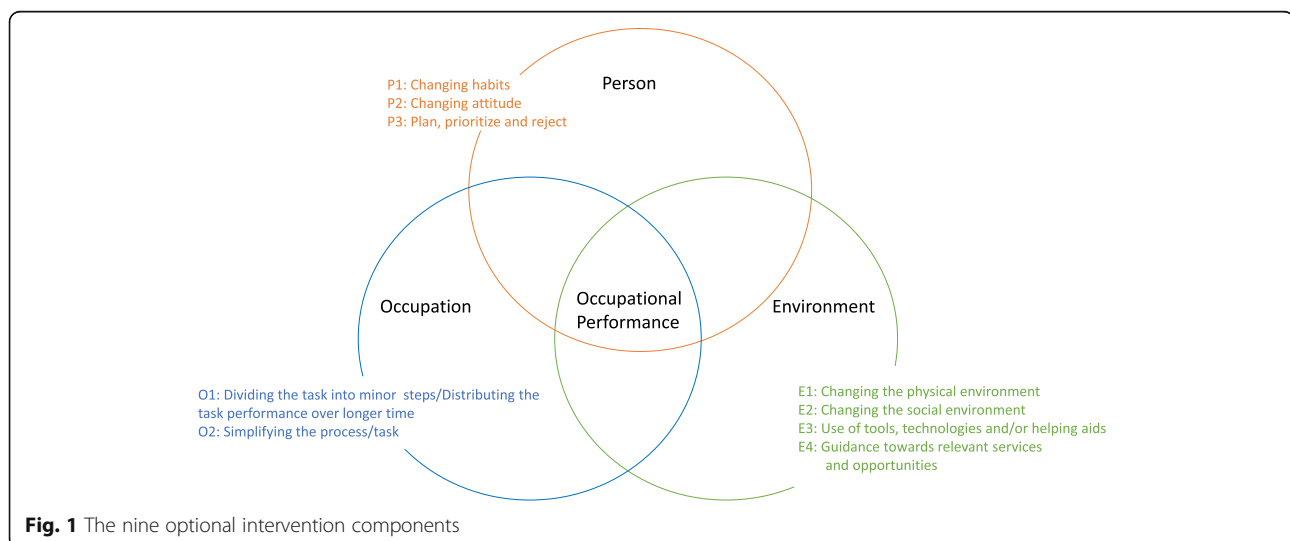 Person
P1: Changing habits
P2: Changing attitude
P3: Plan, prioritize and reject
Occupation
Occupational
Performance
Environment
O1: Dividing the task into minor steps/Distributing the
task performance over longer time
O2: Simplifying the process/task
E1: Changing the physical environment
E2: Changing the social environment
E3: Use of tools, technologies and/or helping aids
E4: Guidance towards relevant services
and opportunities
Fig. 1 The nine optional intervention components